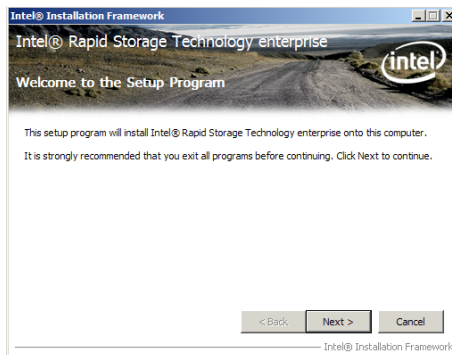 Intel® Installation Framework
Intel® Rapid Storage Technology enterprise
intel
Welcome to the Setup Program
This setup program will install Intel® Rapid Storage Technology enterprise onto this computer.
It is strongly recommended that you exit all programs before continuing. Click Next to continue.
< Back
Next >
Cancel
Intel® Installation Framework